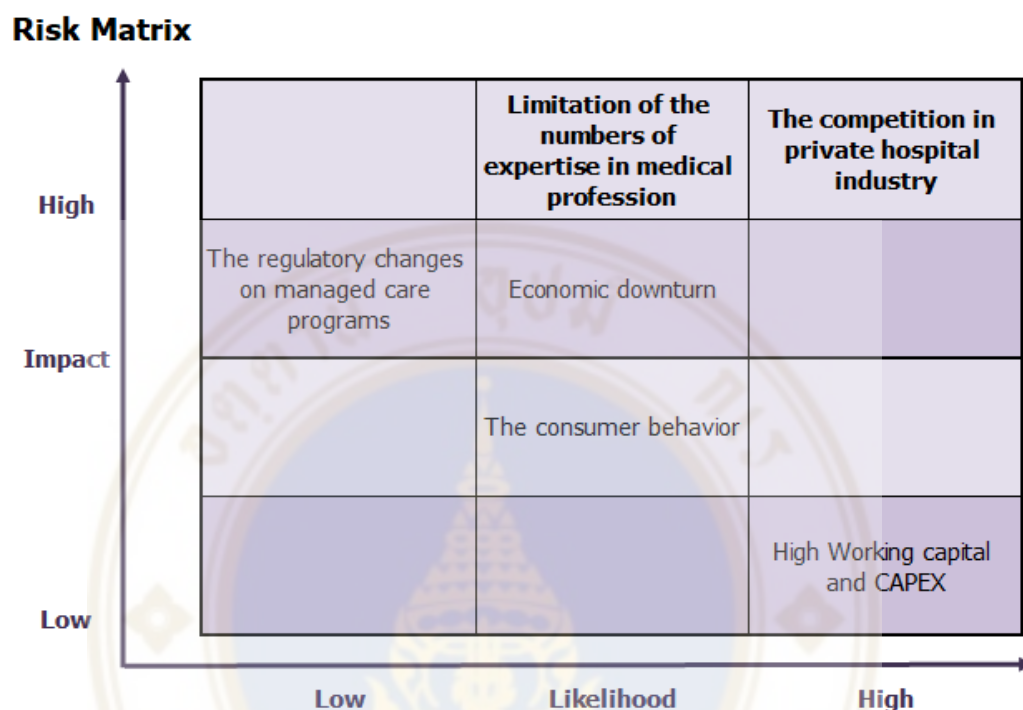 Risk Matrix
Limitation of the
numbers of
expertise in medical
profession
The competition in
private hospital
industry
High
The regulatory changes
on managed care
programs
Economic downturn
Impact
The consumer behavior
High Working capital
and CAPEX
Low
Low
Likelihood
High